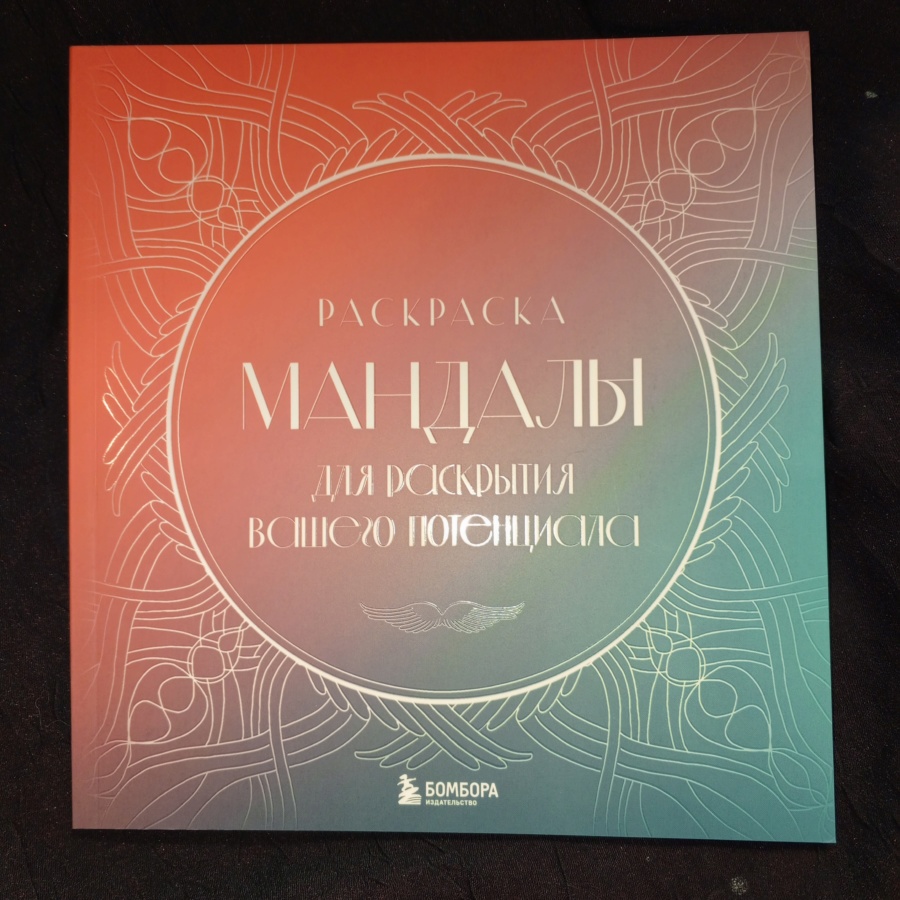 РАСКРАСКА
МАНДАЛЫ
ДЛЯ РАСКРЫТИЯ
ВАШЕГО ПОТЕНЦИАЛА
БОМБОРА
ИЗДАТЕЛЬСТВО